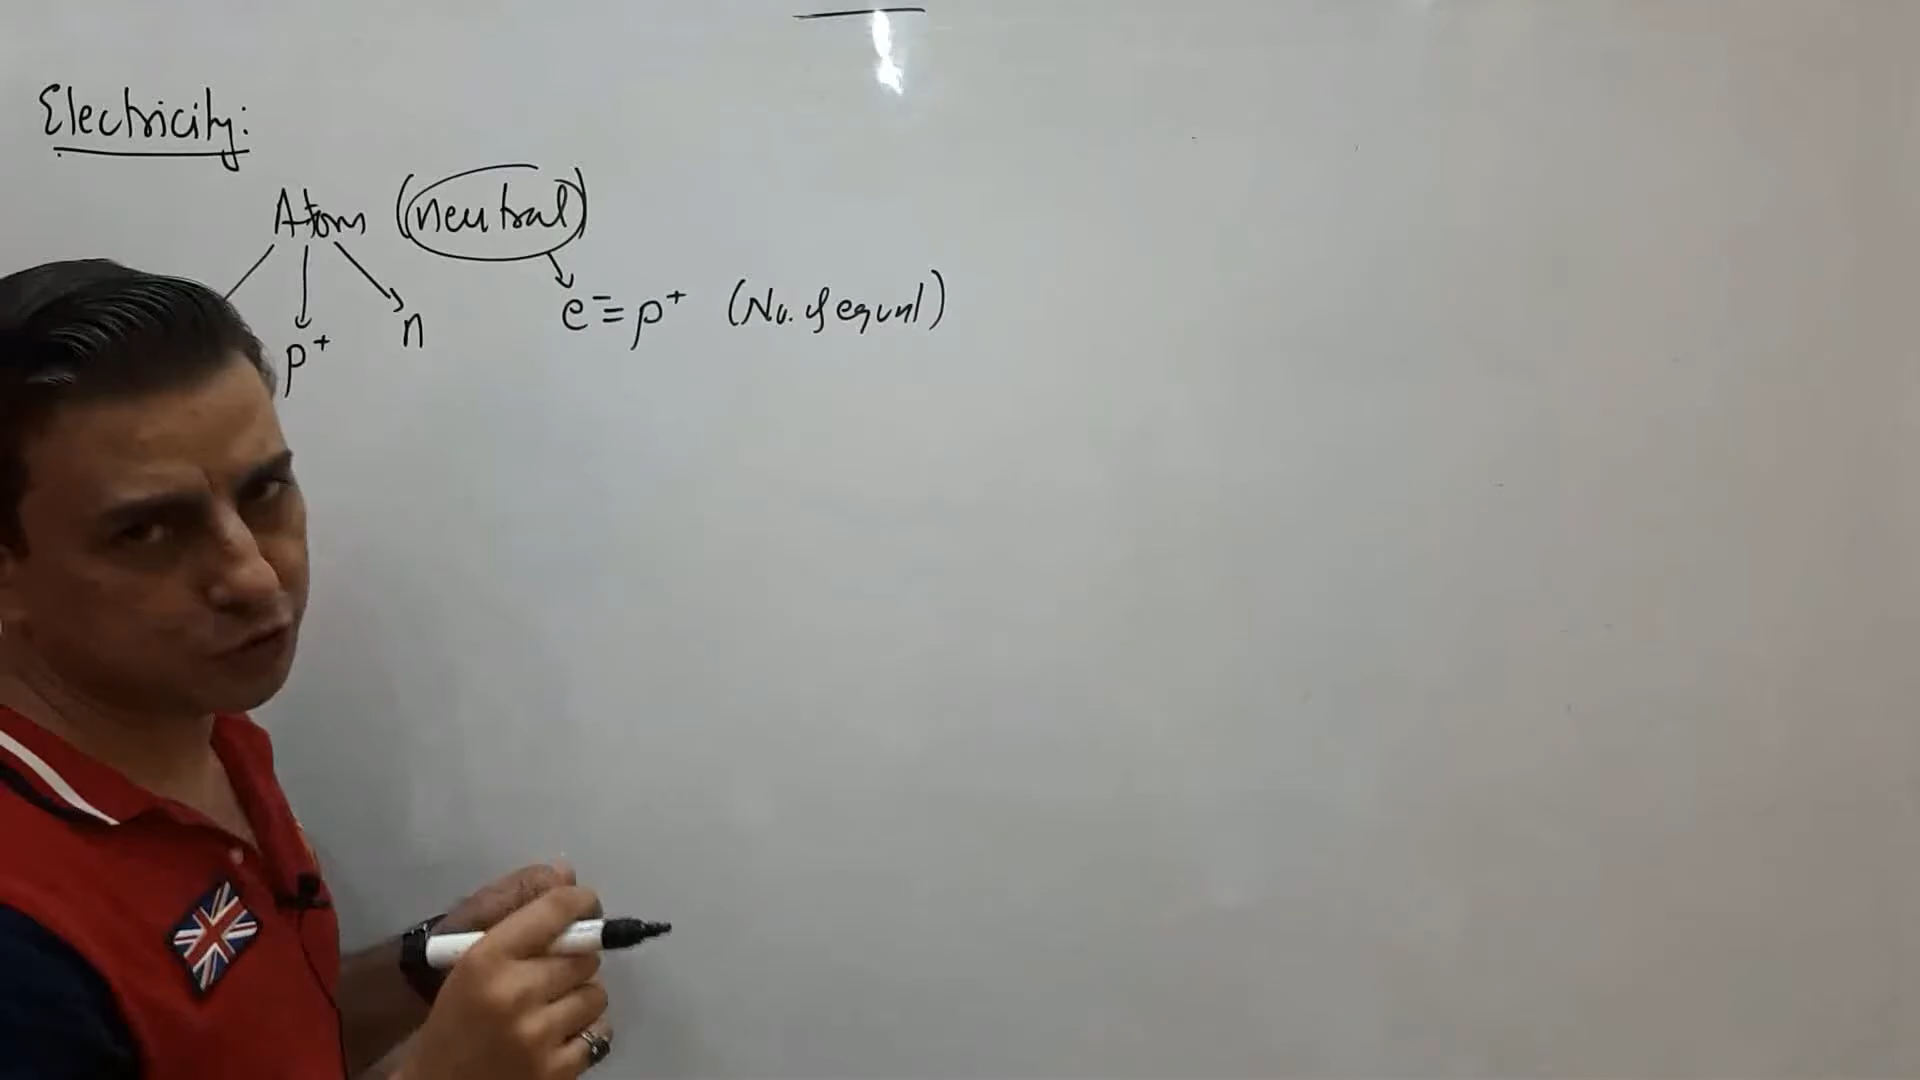 Electricity:
Atom (neutral)
p+ n e- = p+ (No. of equal)